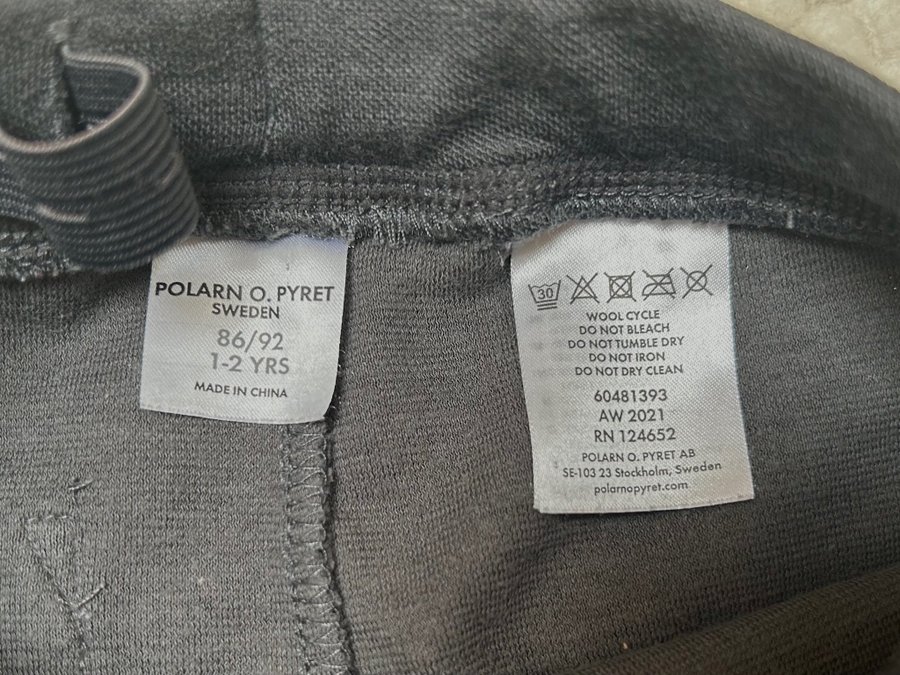 POLARN O. PYRET
SWEDEN
86/92
1-2 YRS
MADE IN CHINA
30
WOOL CYCLE
DO NOT BLEACH
DO NOT TUMBLE DRY
DO NOT IRON
DO NOT DRY CLEAN
60481393
AW 2021
RN 124652
POLARN O. PYRET AB
SE-103 23 Stockholm, Sweden
polarnopyret.com